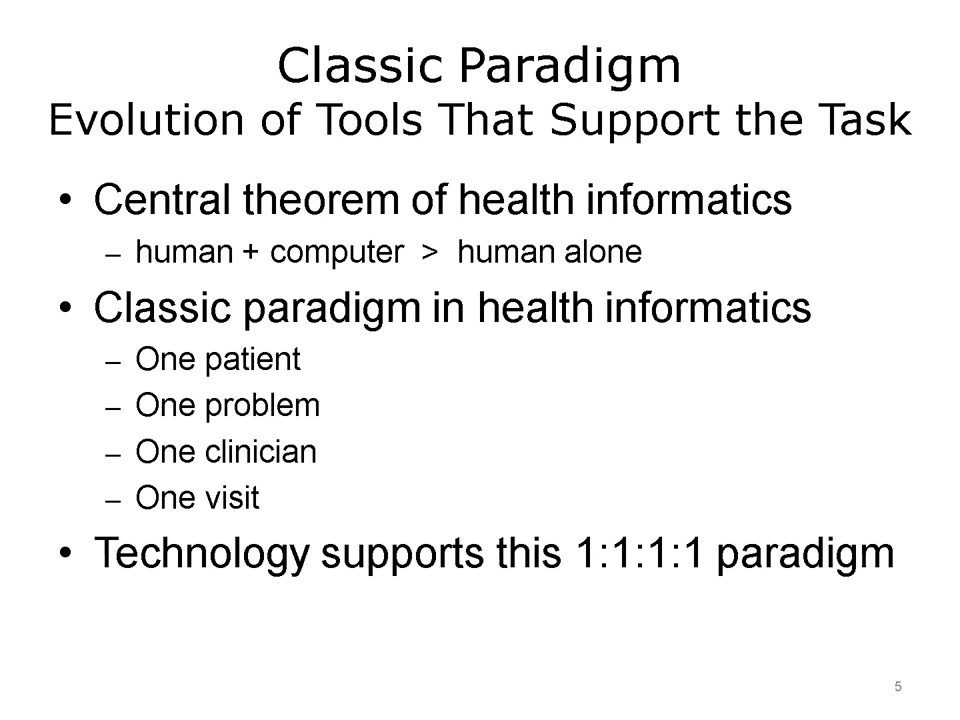 Classic Paradigm
Evolution of Tools That Support the Task
• Central theorem of health informatics
– human + computer > human alone
• Classic paradigm in health informatics
– One patient
– One problem
– One clinician
– One visit
• Technology supports this 1:1:1:1 paradigm
5